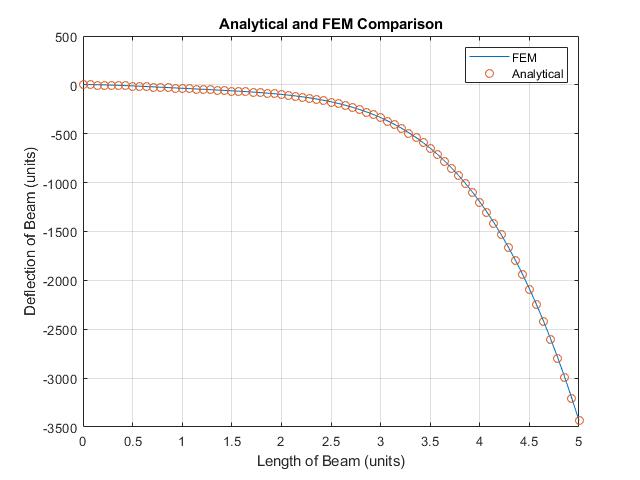 Analytical and FEM Comparison
500
0
-500
-1000
-1500
-2000
-2500
-3000
-3500
Deflection of Beam (units)
FEM
Analytical
0 0.5 1 1.5 2 2.5 3 3.5 4 4.5 5
Length of Beam (units)